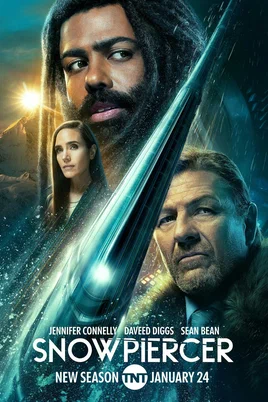 JENNIFER CONNELLY DAVEED DIGGS SEAN BEAN
SNOWPIERCER
NEW SEASON TNT JANUARY 24